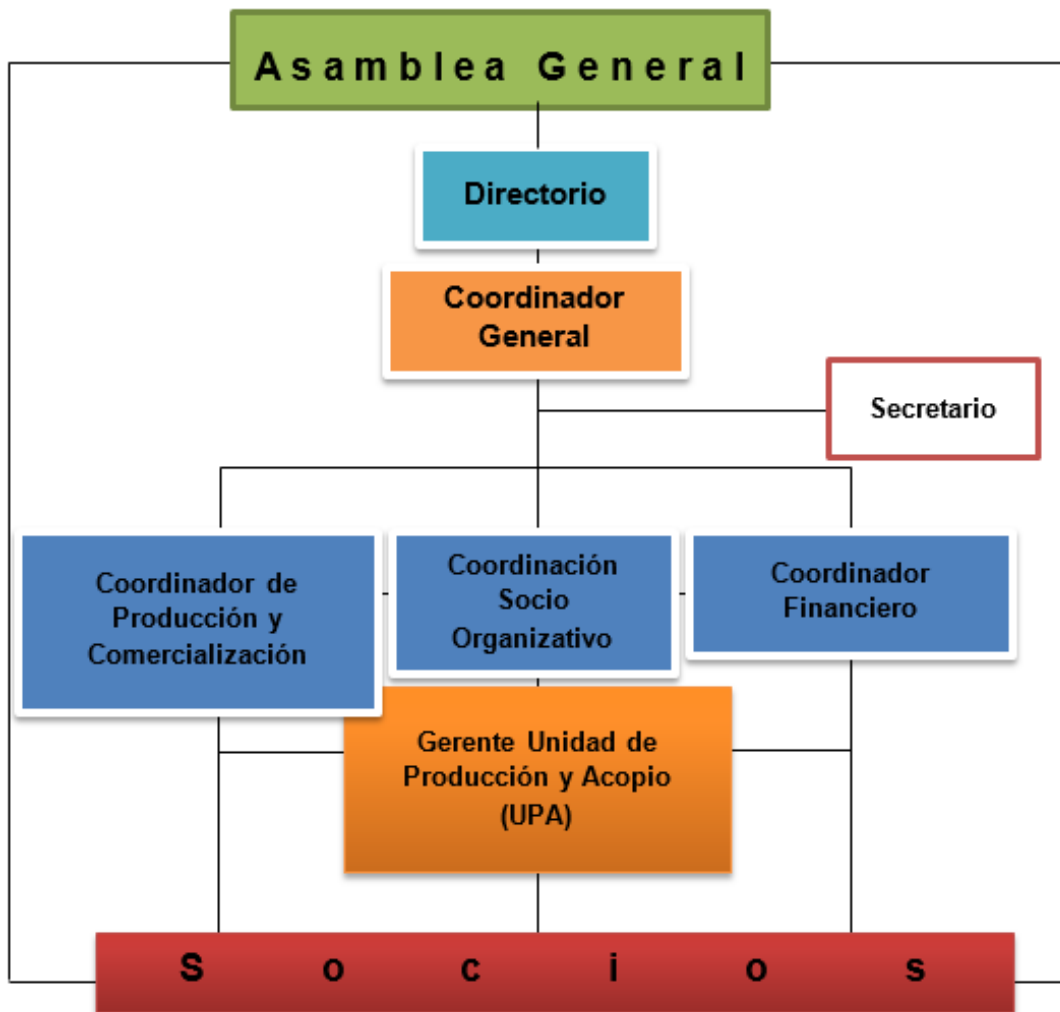 Asamblea General
Directorio
Coordinador
General
Secretario
Coordinador de
Producción y
Comercialización
Coordinación
Socio
Organizativo
Coordinador
Financiero
Gerente Unidad de
Producción y Acopio
(UPA)
Socios